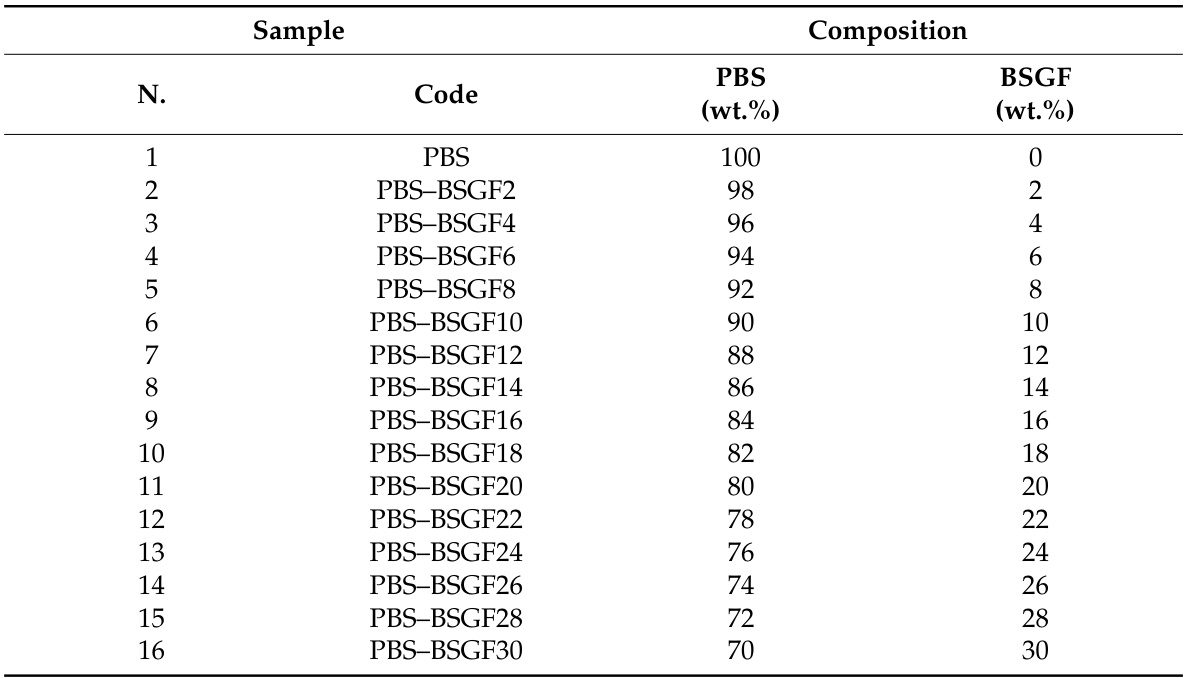 Sample Composition
N. Code PBS (wt.%) BSGF (wt.%)
1 PBS 100 0
2 PBS–BSGF2 98 2
3 PBS–BSGF4 96 4
4 PBS–BSGF6 94 6
5 PBS–BSGF8 92 8
6 PBS–BSGF10 90 10
7 PBS–BSGF12 88 12
8 PBS–BSGF14 86 14
9 PBS–BSGF16 84 16
10 PBS–BSGF18 82 18
11 PBS–BSGF20 80 20
12 PBS–BSGF22 78 22
13 PBS–BSGF24 76 24
14 PBS–BSGF26 74 26
15 PBS–BSGF28 72 28
16 PBS–BSGF30 70 30